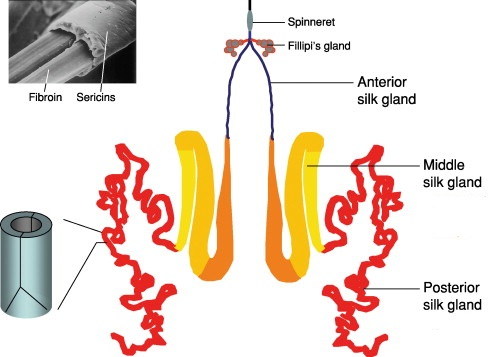 Spinneret
Fillipi's gland
Fibroin Sericins
Anterior
silk gland
Middle
silk gland
Posterior
silk gland